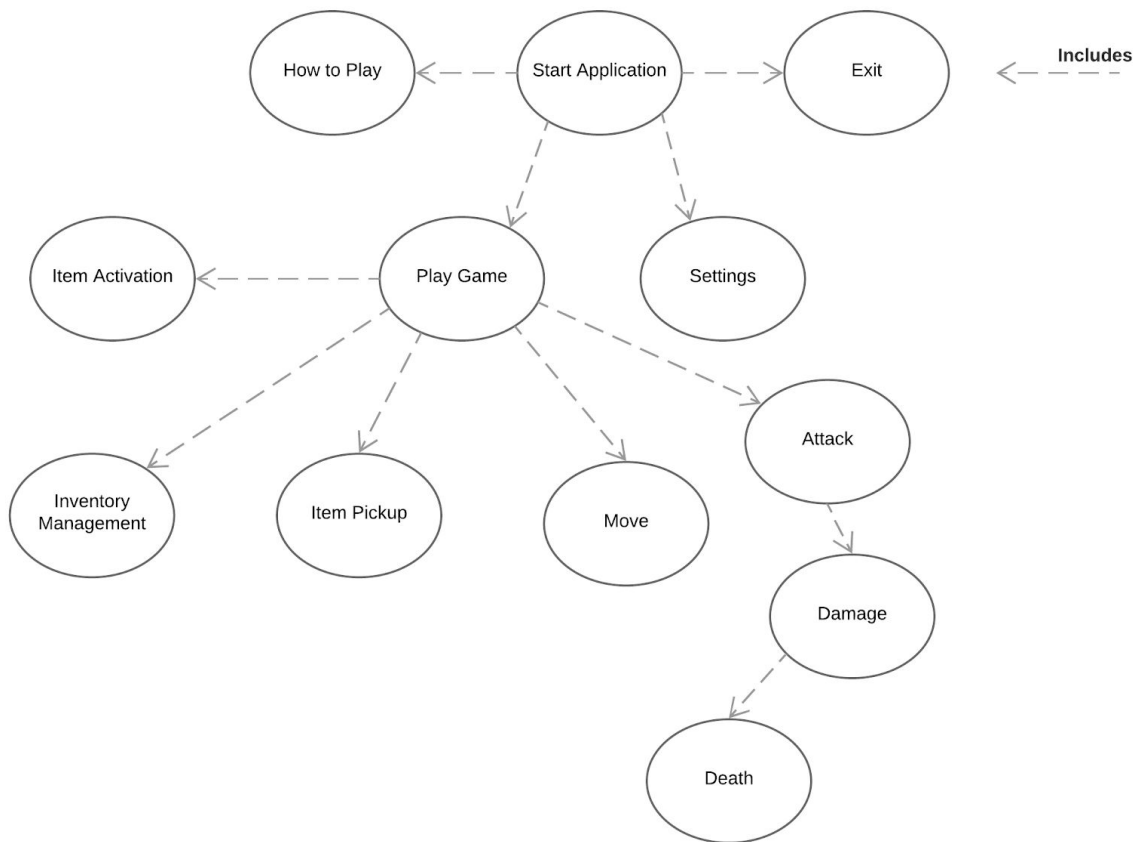 How to Play
Start Application
Exit
Includes
Item Activation
Play Game
Settings
Attack
Inventory
Management
Item Pickup
Move
Damage
Death